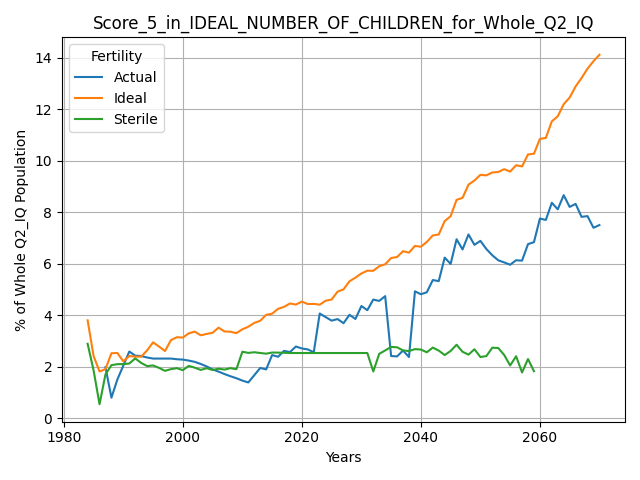 Score_5_in_IDEAL_NUMBER_OF_CHILDREN_for_Whole_Q2_IQ
Fertility
Actual
Ideal
Sterile
% of Whole Q2_IQ Population
14
12
10
8
6
4
2
0
1980
2000
2020
2040
2060
Years